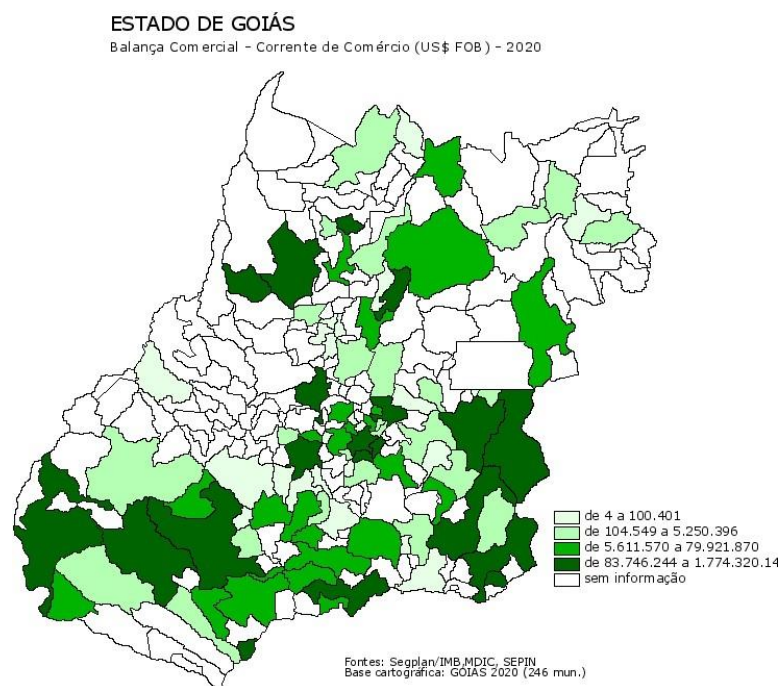 ESTADO DE GOIÁS
Balança Comercial - Corrente de Comércio (US$ FOB) - 2020
de 4 a 100.401
de 104.549 a 5.250.396
de 5.611.570 a 79.921.870
de 83.746.244 a 1.774.320.14
sem informação
Fontes: Segplan/IMB,MDIC, SEPIN
Base cartográfica: GOIAS 2020 (246 mun.)